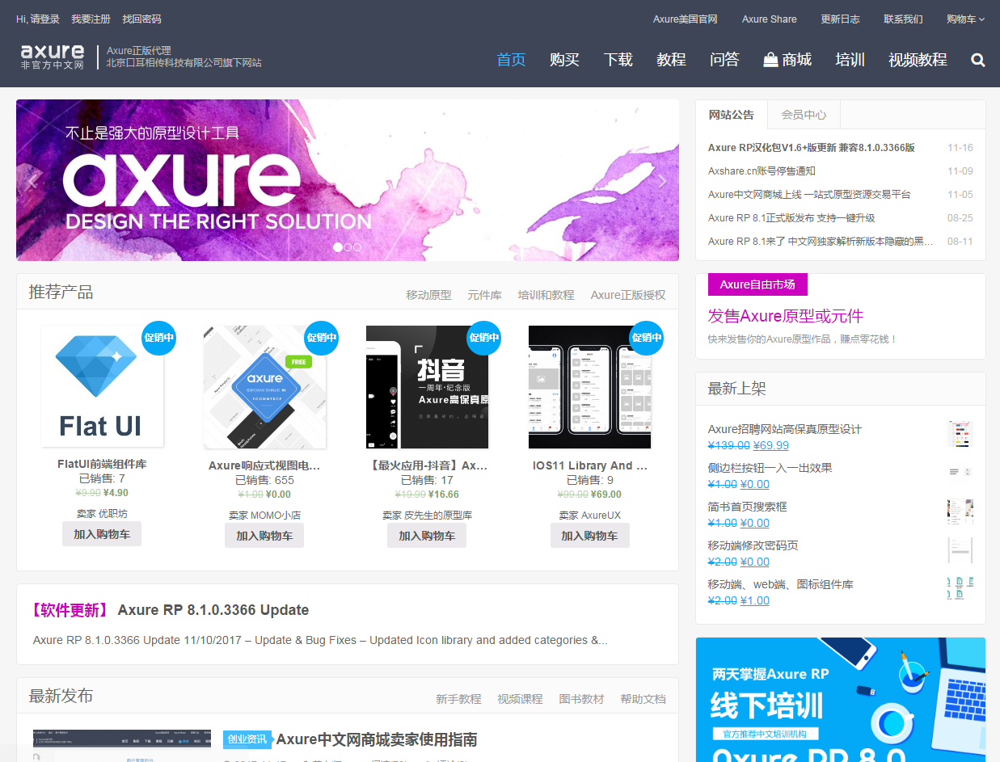 Hi, 请登录 我要注册 找回密码
Axure美国官网 Axure Share 更新日志 联系我们 购物车
axure
非官方中文网
Axure正版代理
北京口耳相传科技有限公司旗下网站
首页 购买 下载 教程 问答 商城 培训 视频教程
不止是强大的原型设计工具
axure
DESIGN THE RIGHT SOLUTION
网站公告 会员中心
Axure RP汉化包V1.6+版更新 兼容8.1.0.3366版 11-16
Axshare.cn账号停售通知 11-09
Axure中文网商城上线 一站式原型资源交易平台 11-05
Axure RP 8.1正式版发布 支持一键升级 08-25
Axure RP 8.1来了 中文网独家解析新版本隐藏的黑... 08-11
推荐产品
移动原型 元件库 培训和教程 Axure正版授权
促销中
Flat UI
FlatUI前端组件库
已销售: 7
¥9.90 ¥4.90
卖家 优职坊
加入购物车
促销中
FREE
axure
RESPONSIVE TEMPLATE
ECOMMERCE
Axure响应式视图电...
已销售: 655
¥1.00 ¥0.00
卖家 MOMO小店
加入购物车
促销中
抖音
一周年·纪念版
Axure高保真原
【最火应用-抖音】Ax...
已销售: 17
¥19.99 ¥16.66
卖家 皮先生的原型库
加入购物车
促销中
IOS11 Library And ...
已销售: 9
¥99.00 ¥69.00
卖家 AxureUX
加入购物车
Axure自由市场
发售Axure原型或元件
快来发售你的Axure原型作品，赚点零花钱！
最新上架
Axure招聘网站高保真原型设计
¥139.00 ¥69.99
侧边栏按钮一入一出效果
¥1.00 ¥0.00
简书首页搜索框
¥1.00 ¥0.00
移动端修改密码页
¥2.00 ¥0.00
移动端、web端、图标组件库
¥2.00 ¥1.00
【软件更新】 Axure RP 8.1.0.3366 Update
Axure RP 8.1.0.3366 Update 11/10/2017 – Update & Bug Fixes – Updated Icon library and added categories &...
最新发布
新手教程 视频课程 图书教材 帮助文档
创业资讯 Axure中文网商城卖家使用指南
两天掌握Axure RP
线下培训
官方推荐中文培训机构
Axure RP 8.0